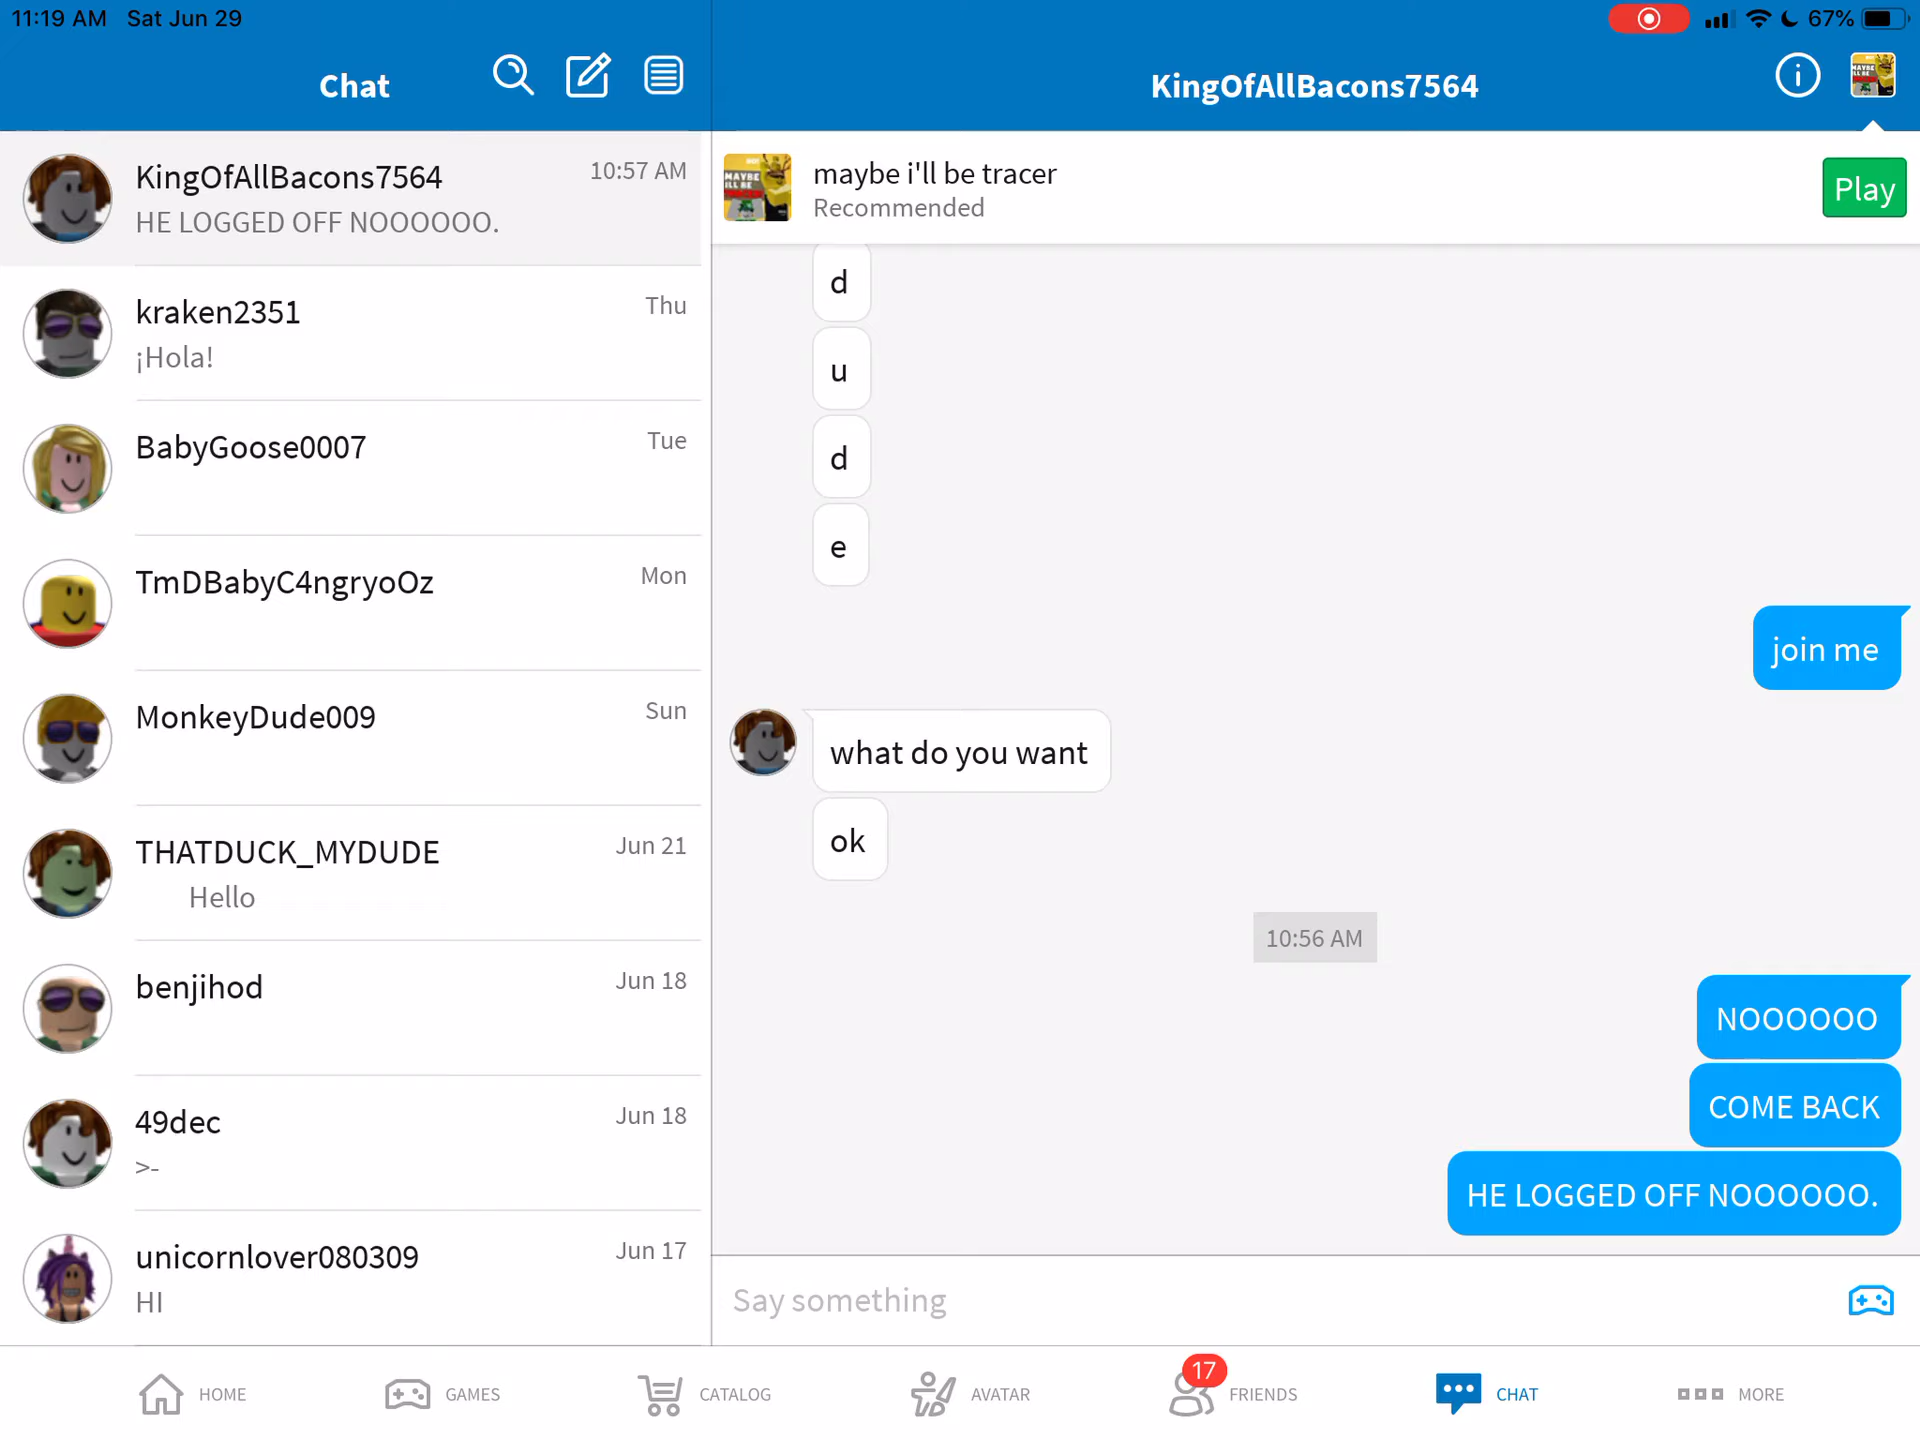 11:19 AM Sat Jun 29
67%
Chat
KingOfAllBacons7564
KingOfAllBacons7564
10:57 AM
HE LOGGED OFF NOOOOOO.
kraken2351
Thu
¡Hola!
BabyGoose0007
Tue
TmDBabyC4ngryoOz
Mon
MonkeyDude009
Sun
THATDUCK_MYDUDE
Jun 21
Hello
benjihod
Jun 18
49dec
Jun 18
>-
unicornlover080309
Jun 17
HI
maybe i'll be tracer
Recommended
Play
d
u
d
e
join me
what do you want
ok
10:56 AM
NOOOOOO
COME BACK
HE LOGGED OFF NOOOOOO.
Say something
HOME
GAMES
CATALOG
AVATAR
17
FRIENDS
CHAT
MORE